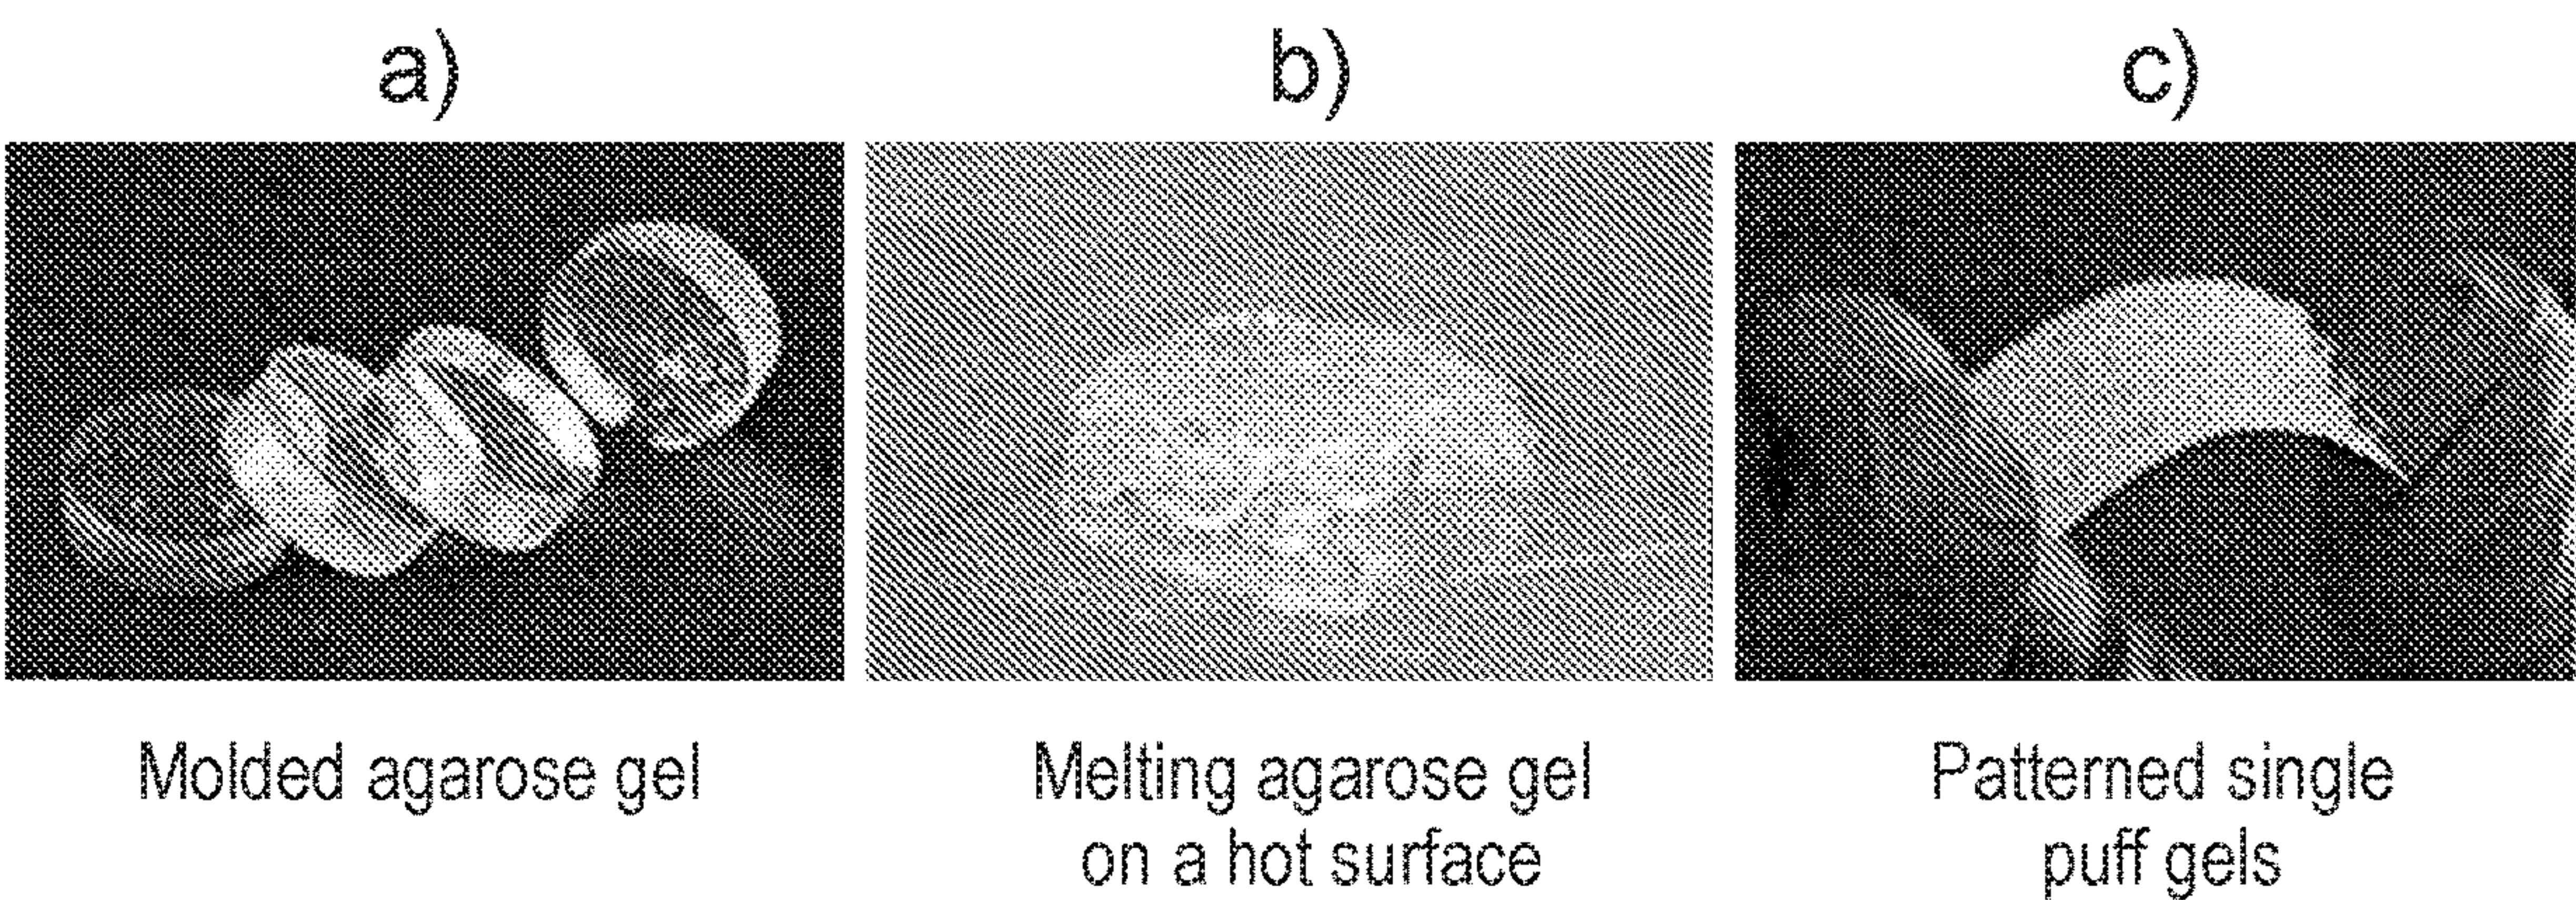 a)
b)
c)
Molded agarose gel
Melting agarose gel
on a hot surface
Patterned single
puff gels